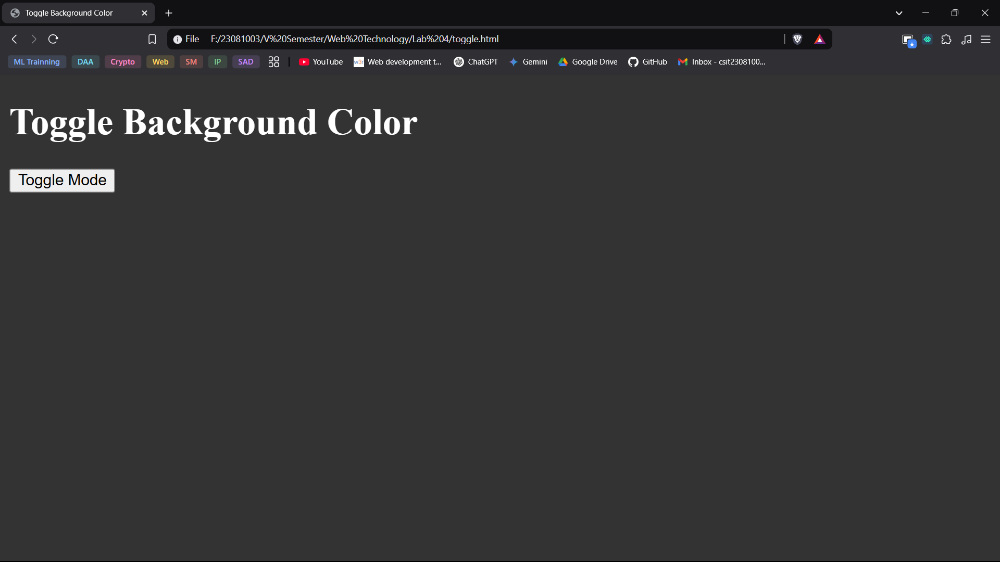 Toggle Background Color
File F:/23081003/V%20Semester/Web%20Technology/Lab%204/toggle.html
ML Trainning DAA Crypto Web SM IP SAD YouTube w3r Web development t... ChatGPT Gemini Google Drive GitHub Inbox - csit2308100...
Toggle Background Color
Toggle Mode